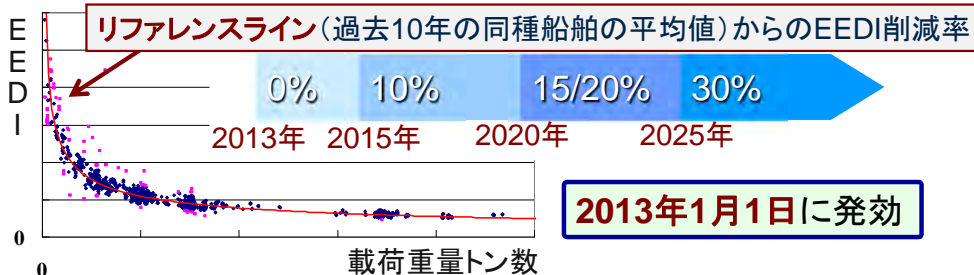 リファレンスライン(過去10年の同種船舶の平均値)からのEEDI削減率
EEDI
0% 10% 15/20% 30%
2013年 2015年 2020年 2025年
2013年1月1日に発効
0
0
載荷重量トン数